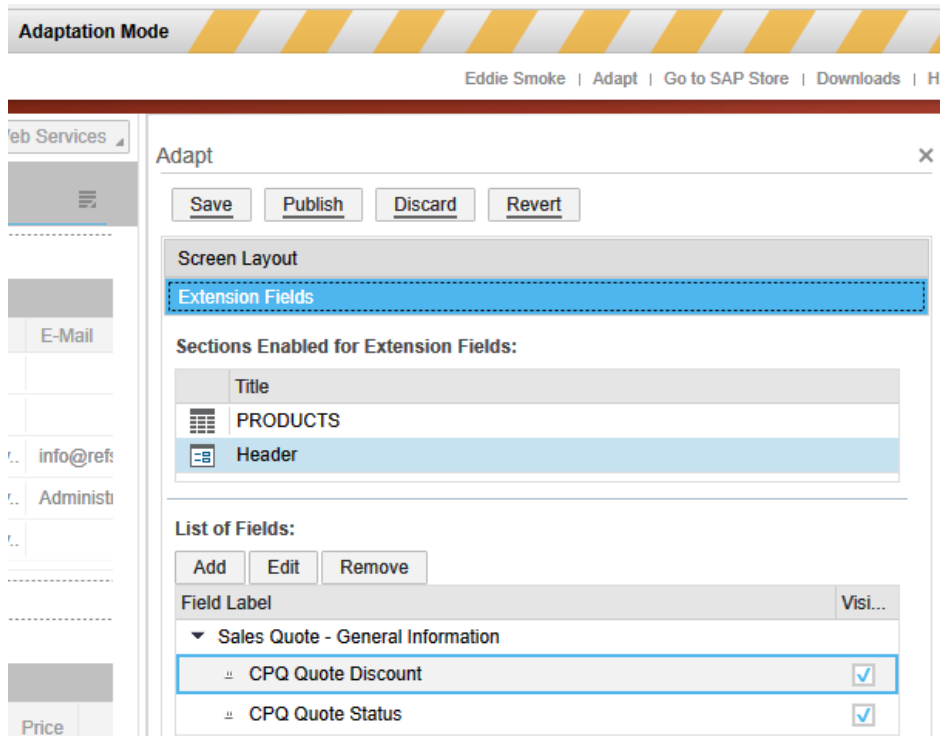 Adaptation Mode
Eddie Smoke | Adapt | Go to SAP Store | Downloads | H
eb Services
Adapt
Save Publish Discard Revert
Screen Layout
Extension Fields
E-Mail
Sections Enabled for Extension Fields:
Title
PRODUCTS
info@refs
Header
Administ
List of Fields:
Add Edit Remove
Field Label Visi...
Sales Quote - General Information
CPQ Quote Discount
CPQ Quote Status
Price